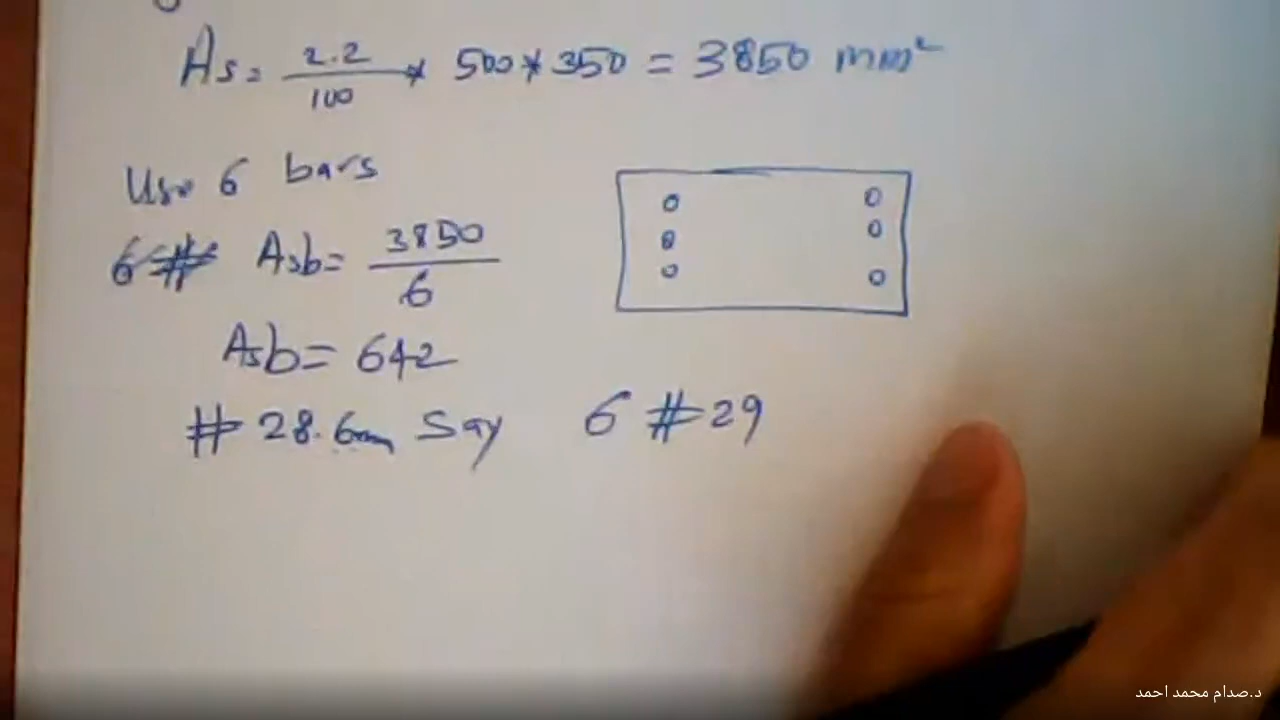 As = 2.2/100 * 500 * 350 = 3850 mm²
Use 6 bars
6 # Asb = 3850/6
Asb = 642
# 28.6mm Say 6 # 29
د.صدام محمد احمد